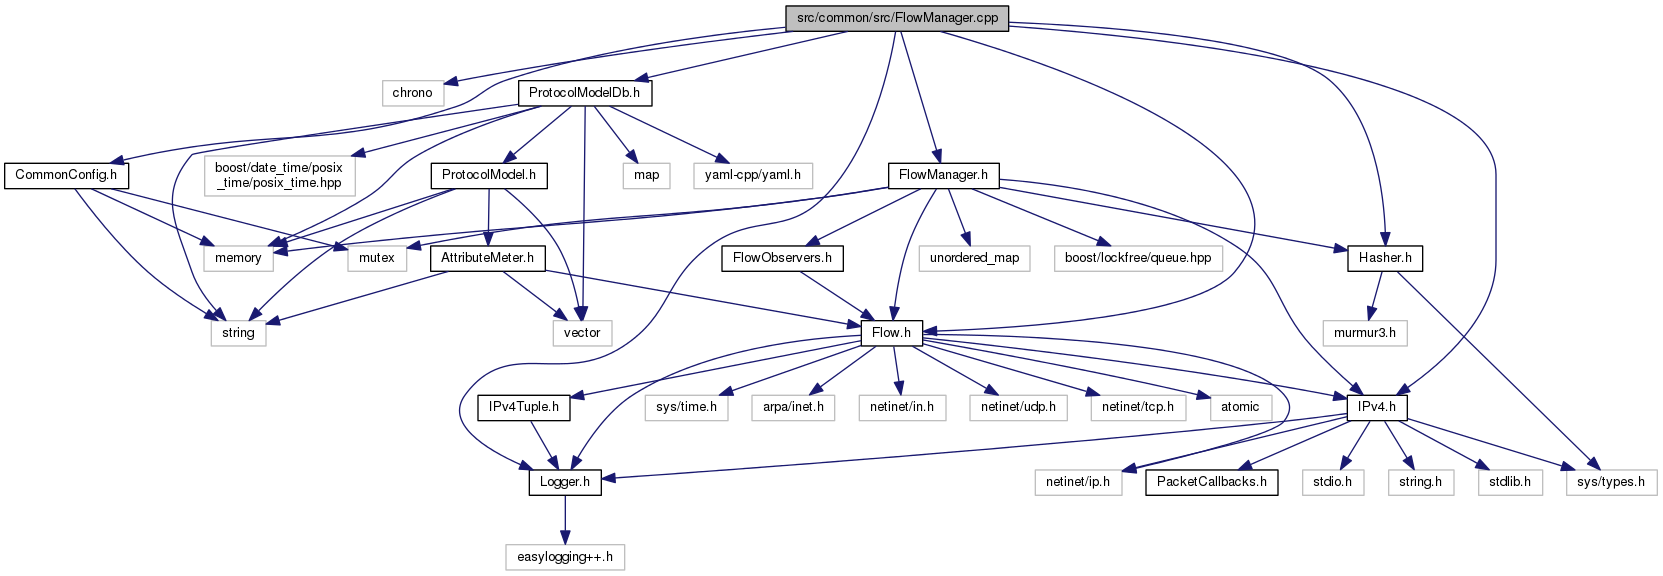 src/common/src/FlowManager.cpp
chrono
ProtocolModelDb.h
CommonConfig.h
boost/date_time/posix
_time/posix_time.hpp
ProtocolModel.h
map
yaml-cpp/yaml.h
FlowManager.h
memory
mutex
AttributeMeter.h
FlowObservers.h
unordered_map
boost/lockfree/queue.hpp
Hasher.h
string
vector
Flow.h
murmur3.h
IPv4Tuple.h
sys/time.h
arpa/inet.h
netinet/in.h
netinet/udp.h
netinet/tcp.h
atomic
IPv4.h
Logger.h
netinet/ip.h
PacketCallbacks.h
stdio.h
string.h
stdlib.h
sys/types.h
easylogging++.h